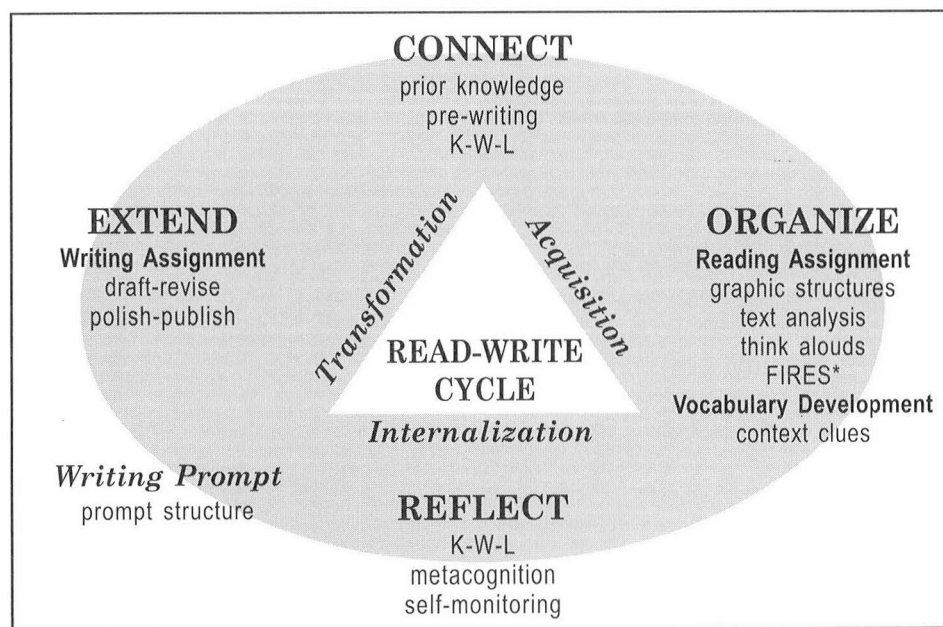 CONNECT
prior knowledge
pre-writing
K-W-L
EXTEND
Writing Assignment
draft-revise
polish-publish
Transformation
Acquisition
ORGANIZE
Reading Assignment
graphic structures
text analysis
think alouds
FIRES*
Vocabulary Development
context clues
READ-WRITE
CYCLE
Internalization
Writing Prompt
prompt structure
REFLECT
K-W-L
metacognition
self-monitoring